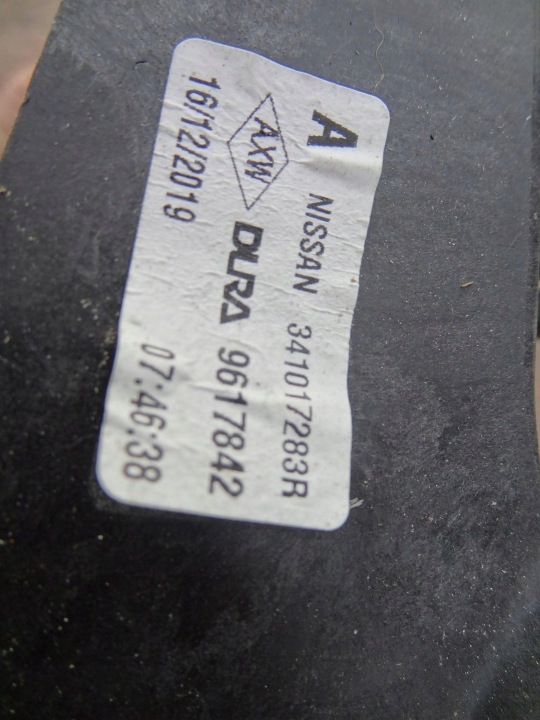 A NISSAN 341017283R
AXW DURA 9617842
16/12/2019 07:46:38